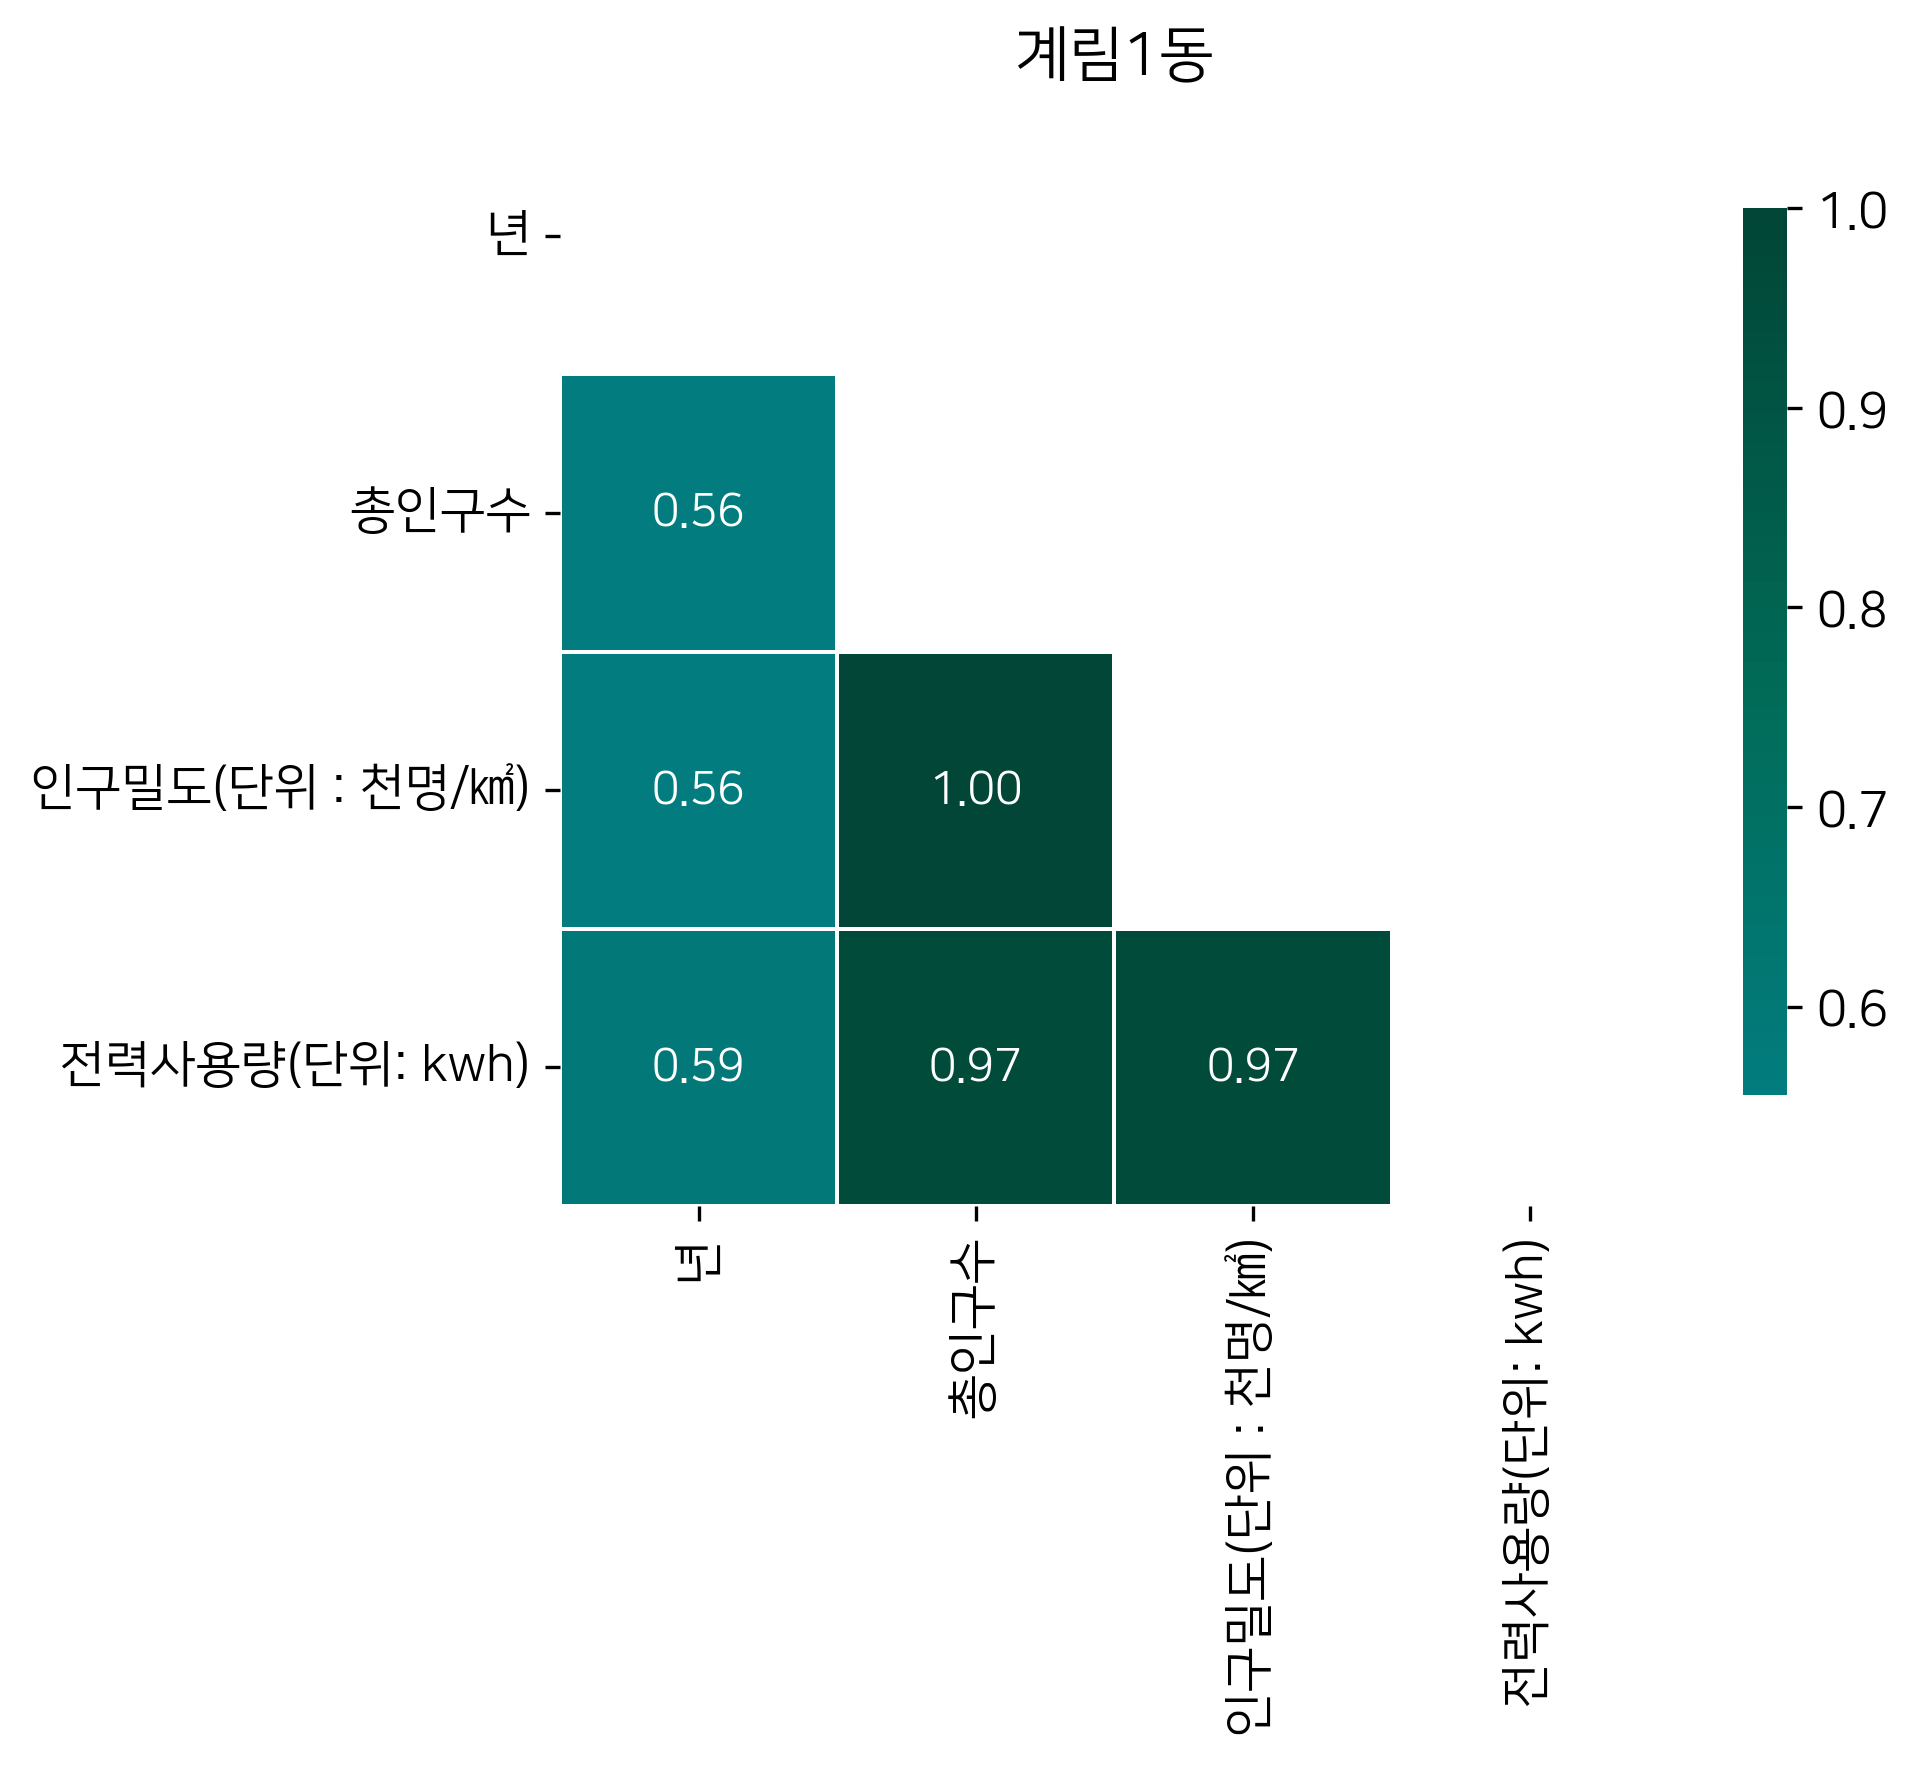 계림1동
년
총인구수
0.56
인구밀도(단위 : 천명/㎢)
0.56 1.00
전력사용량(단위: kwh)
0.59 0.97 0.97
년
총인구수
인구밀도(단위 : 천명/㎢)
전력사용량(단위: kwh)
1.0
0.9
0.8
0.7
0.6